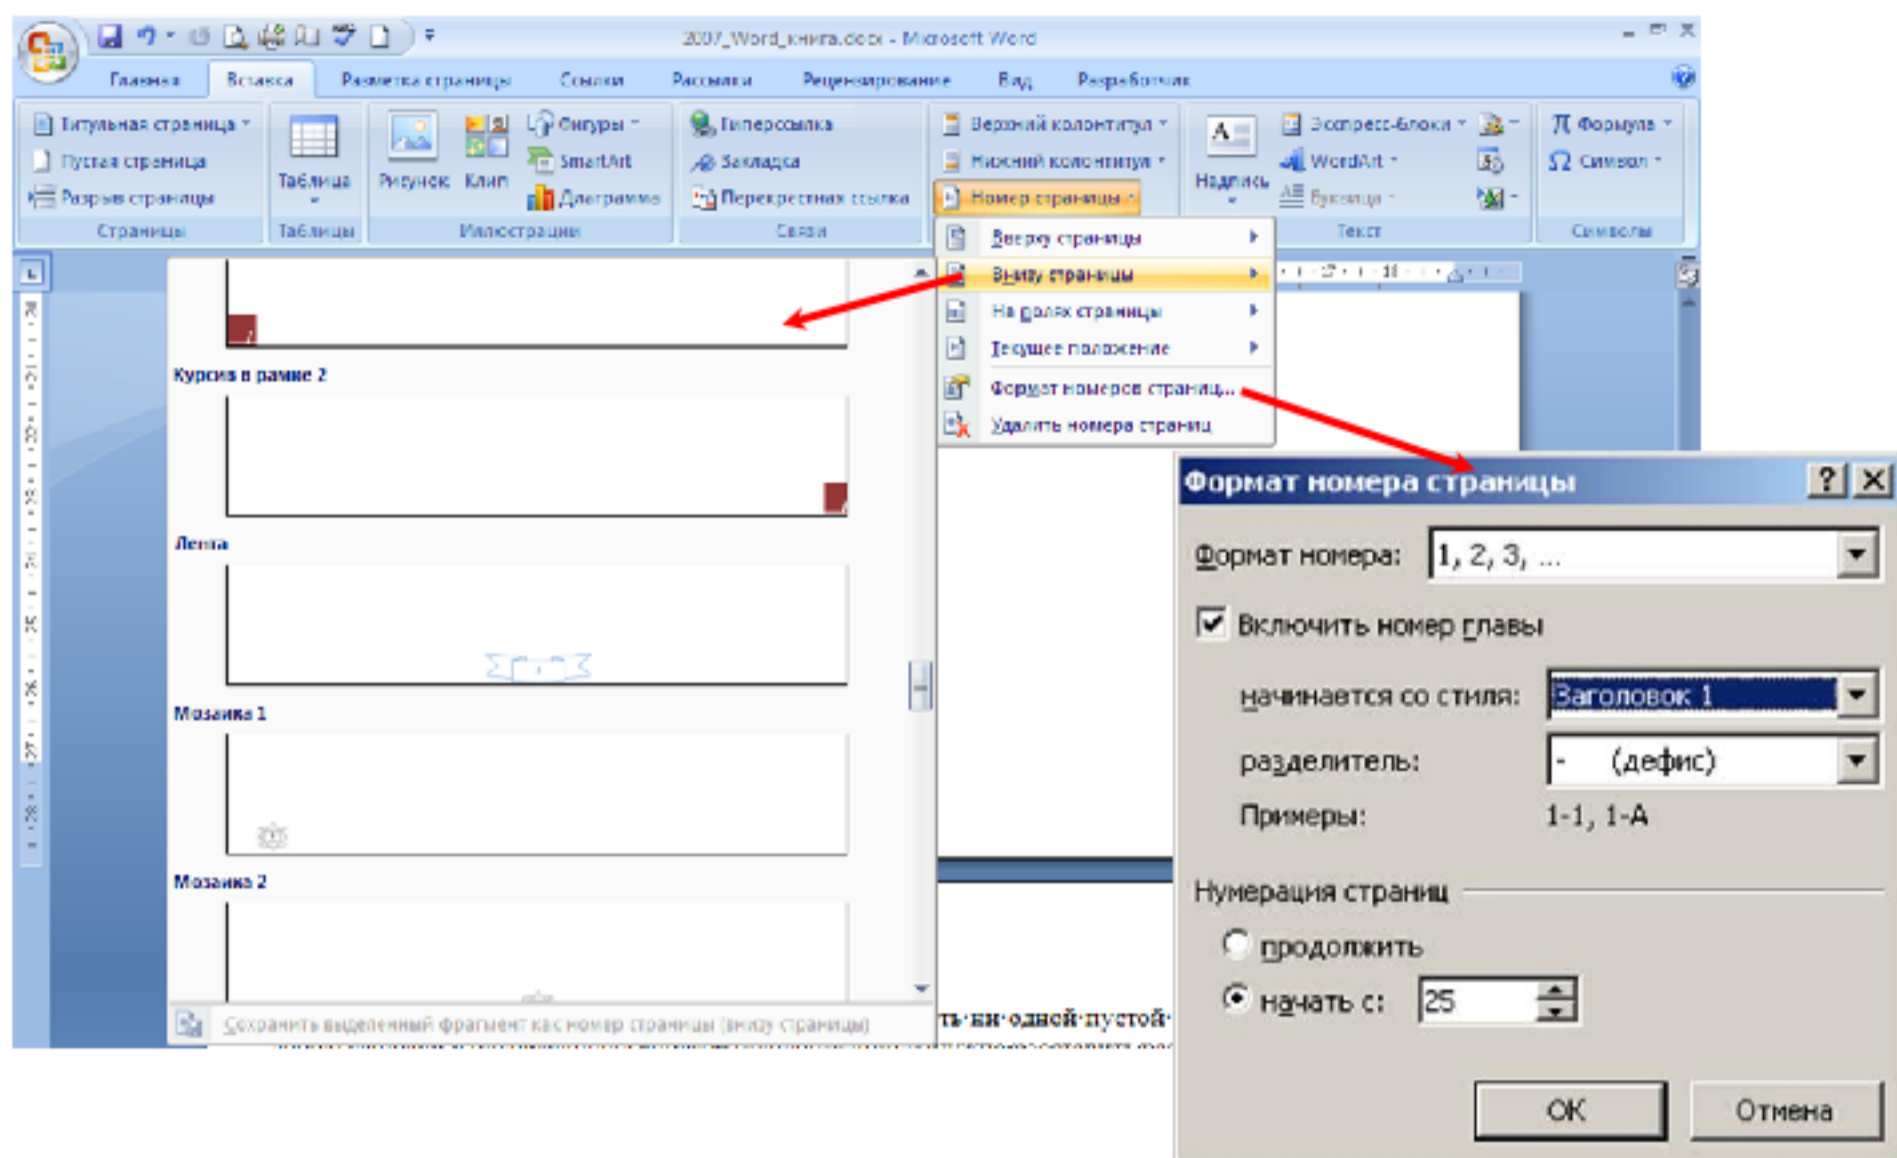 2007_Word_книга.docx - Microsoft Word
Главная Вставка Разметка страницы Ссылки Рассылки Рецензирование Вид Разработчик
Титульная страница
Пустая страница
Разрыв страницы
Страницы
Таблица
Таблицы
Рисунок Клип
Фигуры
SmartArt
Диаграмма
Иллюстрации
Гиперссылка
Закладка
Перекрестная ссылка
Связи
Верхний колонтитул
Нижний колонтитул
Номер страницы
Надпись
Экспресс-блоки
WordArt
Буквица
Текст
Формула
Символ
Символы
Вверху страницы
Внизу страницы
На полях страницы
Текущее положение
Формат номеров страниц...
Удалить номера страниц
Курсив в рамке 2
Лента
Мозаика 1
Мозаика 2
Сохранить выделенный фрагмент как номер страницы (внизу страницы)
ни·одной·пустой·
Формат номера страницы
Формат номера: 1, 2, 3, ...
Включить номер главы
начинается со стиля: Заголовок 1
разделитель: - (дефис)
Примеры: 1-1, 1-A
Нумерация страниц
продолжить
начать с: 25
ОК Отмена